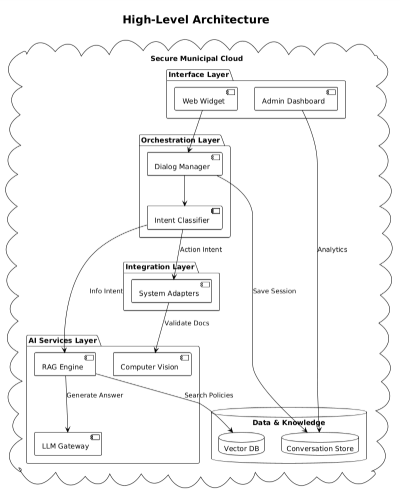 High-Level Architecture
Secure Municipal Cloud
Interface Layer
Web Widget
Admin Dashboard
Orchestration Layer
Dialog Manager
Intent Classifier
Action Intent
Analytics
Integration Layer
System Adapters
Info Intent
Save Session
Validate Docs
AI Services Layer
RAG Engine
Computer Vision
Generate Answer
Search Policies
Data & Knowledge
LLM Gateway
Vector DB
Conversation Store